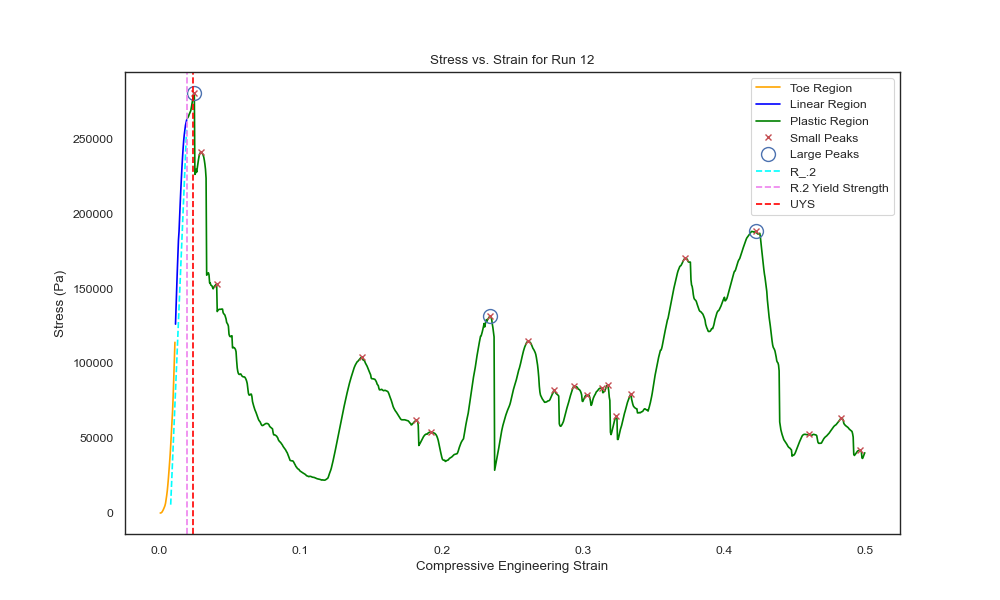 Stress vs. Strain for Run 12
Toe Region
Linear Region
Plastic Region
Small Peaks
Large Peaks
R_.2
R.2 Yield Strength
UYS
Stress (Pa)
250000
200000
150000
100000
50000
0
0.0 0.1 0.2 0.3 0.4 0.5
Compressive Engineering Strain